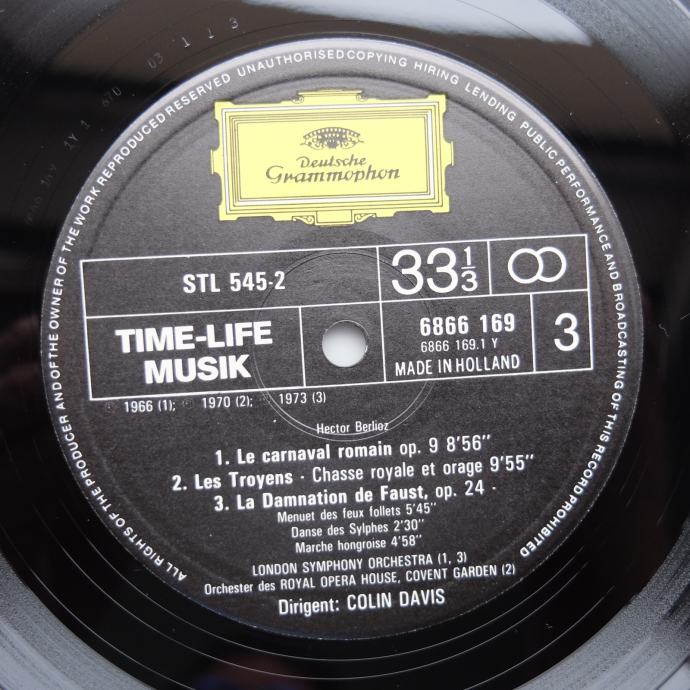 ALL RIGHTS OF THE PRODUCER AND OF THE OWNER OF THE WORK REPRODUCED RESERVED UNAUTHORISED COPYING HIRING LENDING PUBLIC PERFORMANCE AND BROADCASTING OF THIS RECORD PROHIBITED
Deutsche
Grammophon
STL 545-2
33 1/3
TIME-LIFE
MUSIK
6866 169
6866 169.1 Y
MADE IN HOLLAND
3
℗ 1966 (1); ℗ 1970 (2); ℗ 1973 (3)
Hector Berlioz
1. Le carnaval romain op. 9 8'56"
2. Les Troyens - Chasse royale et orage 9'55"
3. La Damnation de Faust, op. 24 -
Menuet des feux follets 5'45"
Danse des Sylphes 2'30"
Marche hongroise 4'58"
LONDON SYMPHONY ORCHESTRA (1, 3)
Orchester des ROYAL OPERA HOUSE, COVENT GARDEN (2)
Dirigent: COLIN DAVIS